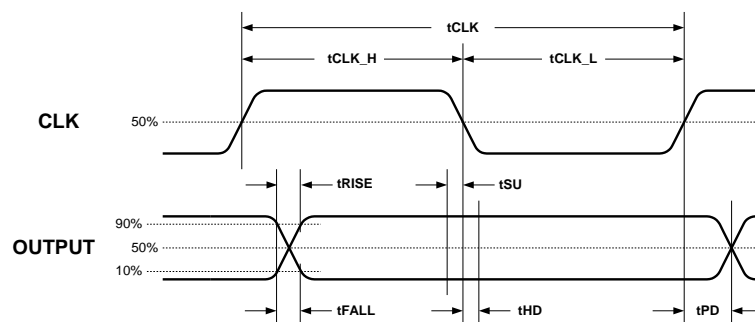 tCLK
tCLK_H
tCLK_L
CLK
50%
tRISE
tSU
90%
OUTPUT
50%
10%
tFALL
tHD
tPD